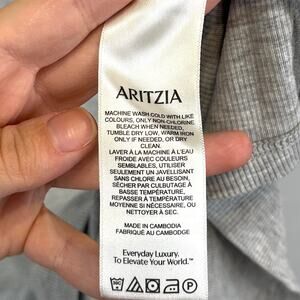 ARITZIA
MACHINE WASH COLD WITH LIKE
COLOURS, ONLY NON-CHLORINE
BLEACH WHEN NEEDED,
TUMBLE DRY LOW, WARM IRON
ONLY IF NEEDED, OR DRY
CLEAN.
LAVER À LA MACHINE À L'EAU
FROIDE AVEC COULEURS
SEMBLABLES, UTILISER
SEULEMENT UN JAVELLISANT
SANS CHLORE AU BESOIN,
SÉCHER PAR CULBUTAGE À
BASSE TEMPÉRATURE,
REPASSER À TEMPÉRATURE
MOYENNE SI NÉCESSAIRE, OU
NETTOYER À SEC.
MADE IN CAMBODIA
FABRIQUÉ AU CAMBODGE
Everyday Luxury.
To Elevate Your World.™